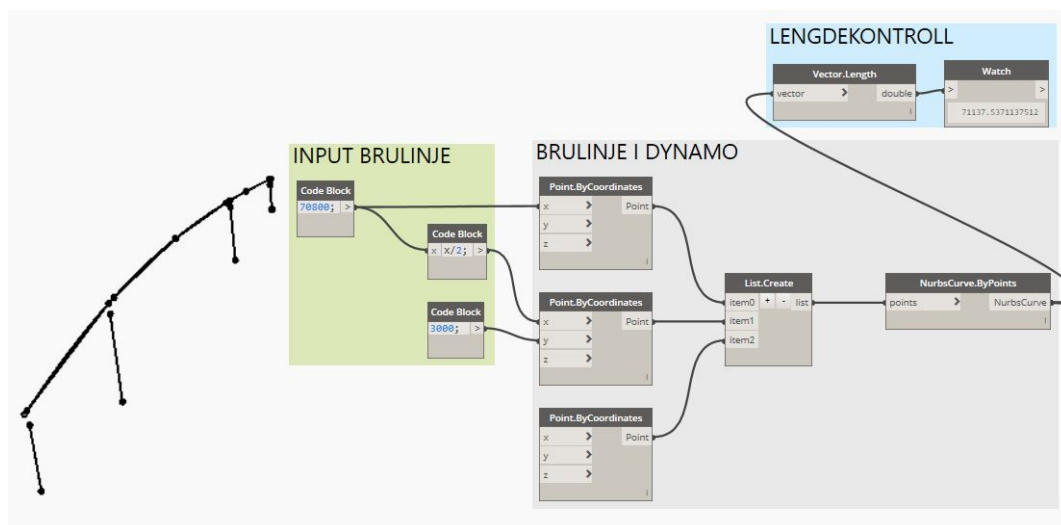 LENGDEKONTROLL
Vector.Length
vector > double
l
Watch
> >
71137.5371137512
INPUT BRULINJE
Code Block
70800; >
Code Block
x x/2; >
Code Block
3000; >
BRULINJE I DYNAMO
Point.ByCoordinates
x > Point
y >
z >
l
Point.ByCoordinates
x > Point
y >
z >
l
Point.ByCoordinates
x > Point
y >
z >
l
List.Create
item0 + - list
item1
item2
NurbsCurve.ByPoints
points > NurbsCurve
l